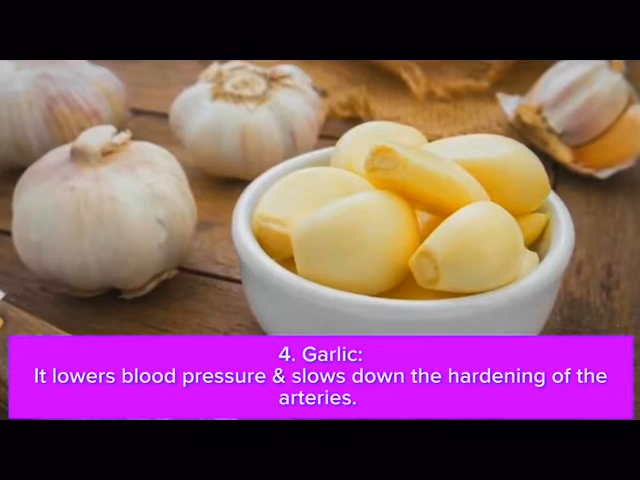 4. Garlic:
It lowers blood pressure & slows down the hardening of the
arteries.